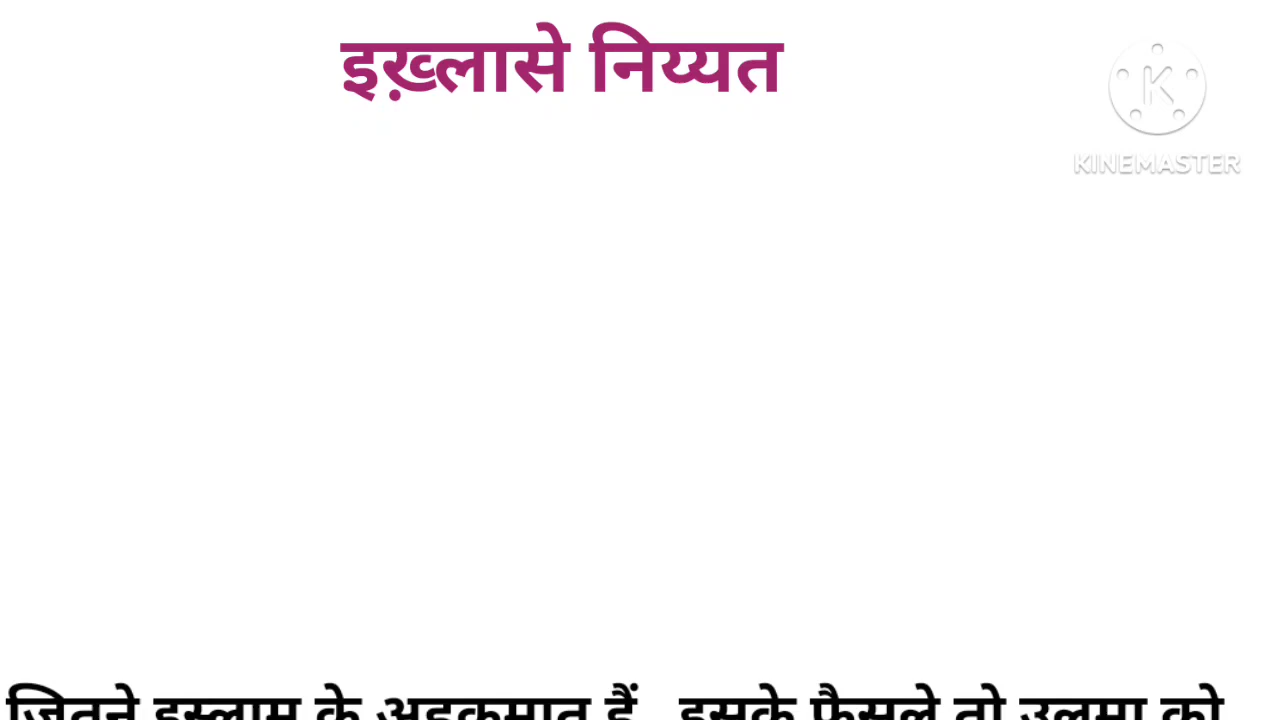 इख़्लासे निय्यत
KINEMASTER
जितने इस्लाम के अहकमात हैं इसके फैसले तो उलमा को